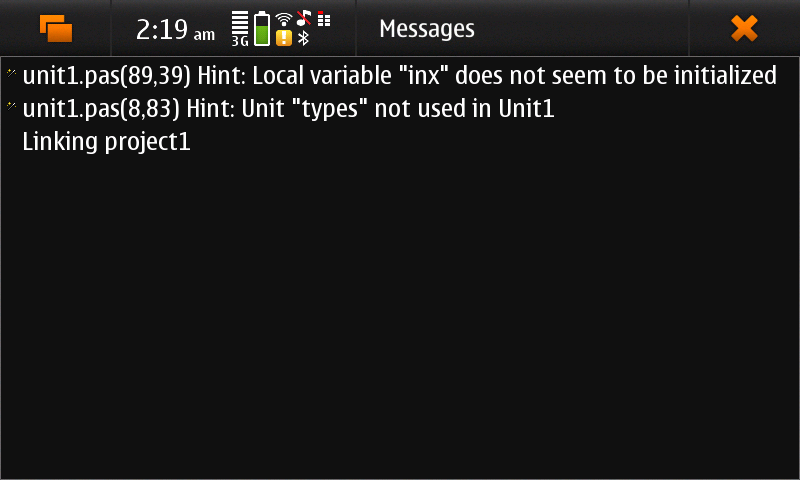 2:19 am
3G
Messages
unit1.pas(89,39) Hint: Local variable "inx" does not seem to be initialized
unit1.pas(8,83) Hint: Unit "types" not used in Unit1
Linking project1